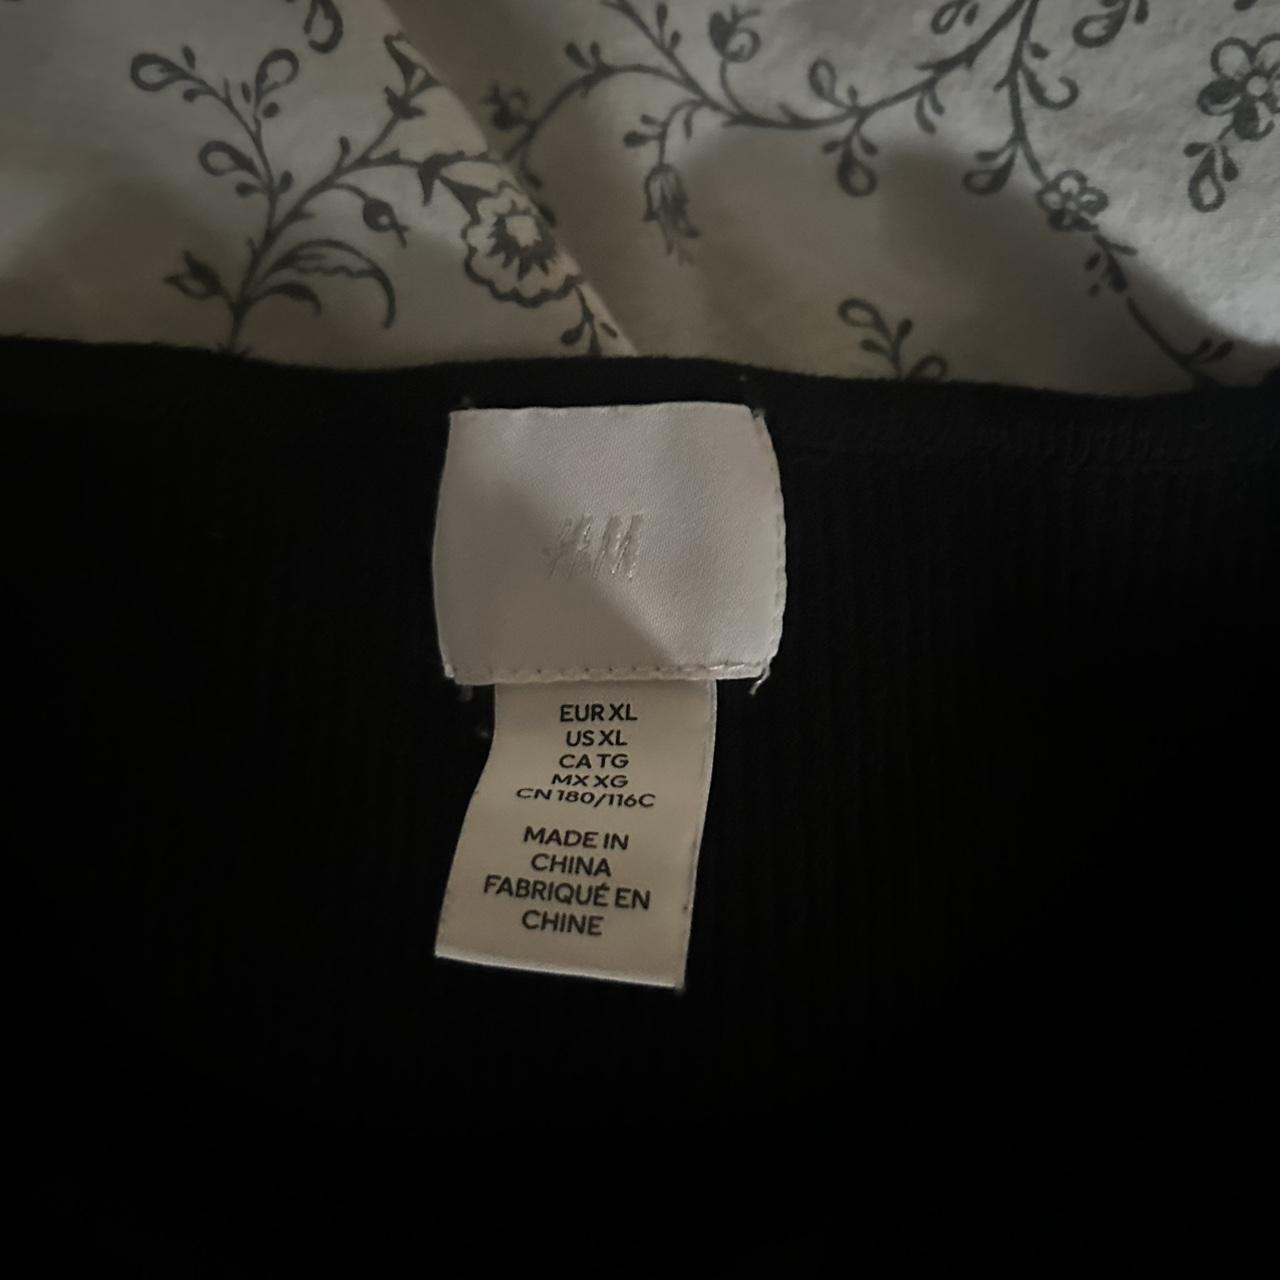 H&M
EUR XL
US XL
CA TG
MX XG
CN 180/116C
MADE IN
CHINA
FABRIQUÉ EN
CHINE